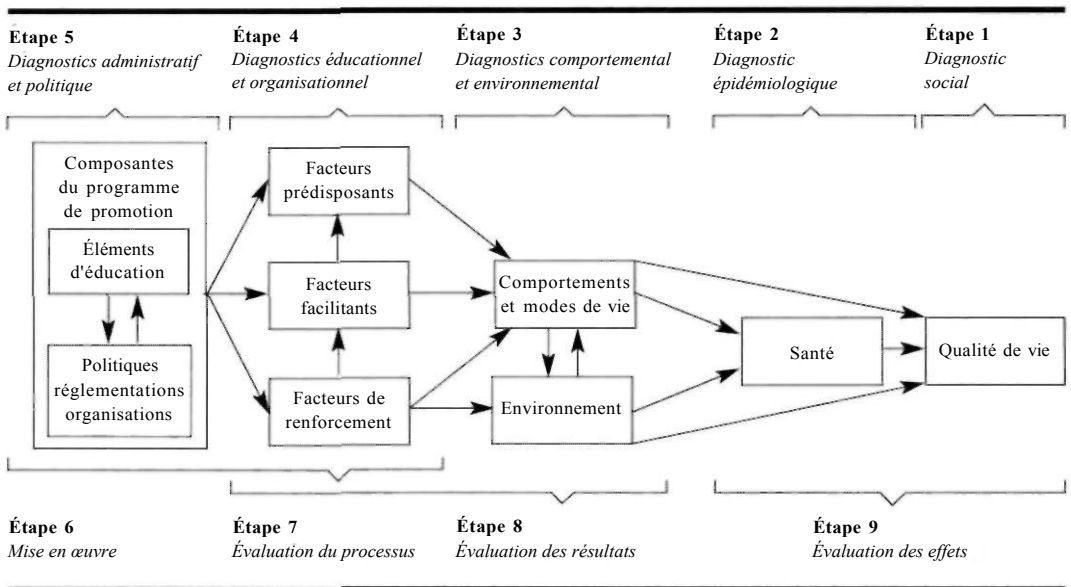 Étape 5
Diagnostics administratif
et politique
Étape 4
Diagnostics éducationnel
et organisationnel
Étape 3
Diagnostics comportemental
et environnemental
Étape 2
Diagnostic
épidémiologique
Étape 1
Diagnostic
social
Composantes
du programme
de promotion
Éléments
d'éducation
Politiques
réglementations
organisations
Facteurs
prédisposants
Facteurs
facilitants
Facteurs de
renforcement
Comportements
et modes de vie
Environnement
Santé
Qualité de vie
Étape 6
Mise en œuvre
Étape 7
Évaluation du processus
Étape 8
Évaluation des résultats
Étape 9
Évaluation des effets